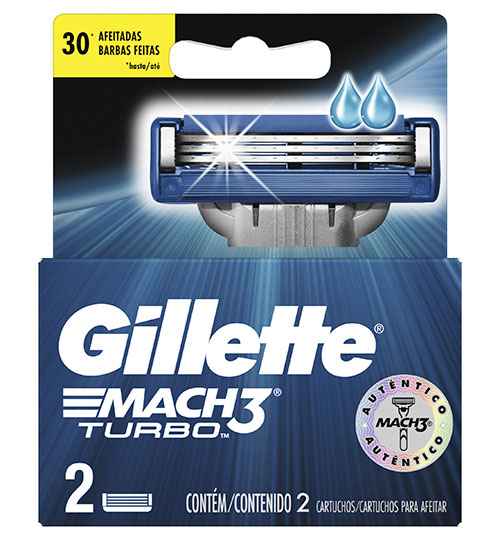 30* AFEITADAS
BARBAS FEITAS
*hasta/até
Gillette®
MACH3®
TURBO™
AUTÊNTICO
MACH3®
AUTÉNTICO
2
CONTÉM/CONTENIDO 2 CARTUCHOS/CARTUCHOS PARA AFEITAR